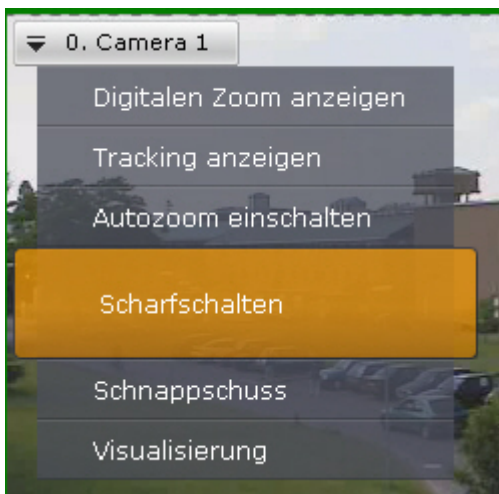 0. Camera 1
Digitalen Zoom anzeigen
Tracking anzeigen
Autozoom einschalten
Scharfschalten
Schnappschuss
Visualisierung